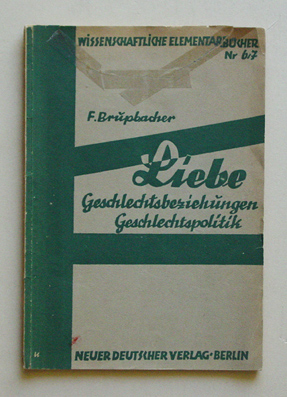 WISSENSCHAFTLICHE ELEMENTARBÜCHER
Nr 6/7
F. Brupbacher
Liebe
Geschlechtsbeziehungen
Geschlechtspolitik
NEUER DEUTSCHER VERLAG • BERLIN